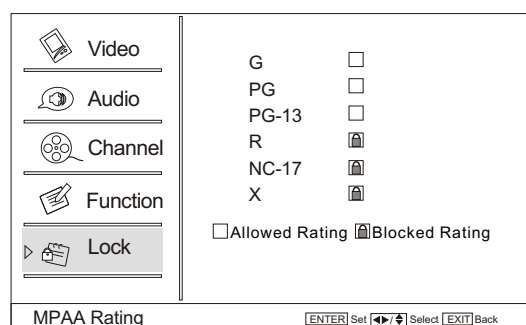 Video
Audio
Channel
Function
Lock
G
PG
PG-13
R
NC-17
X
Allowed Rating Blocked Rating
MPAA Rating
ENTER Set / Select EXIT Back